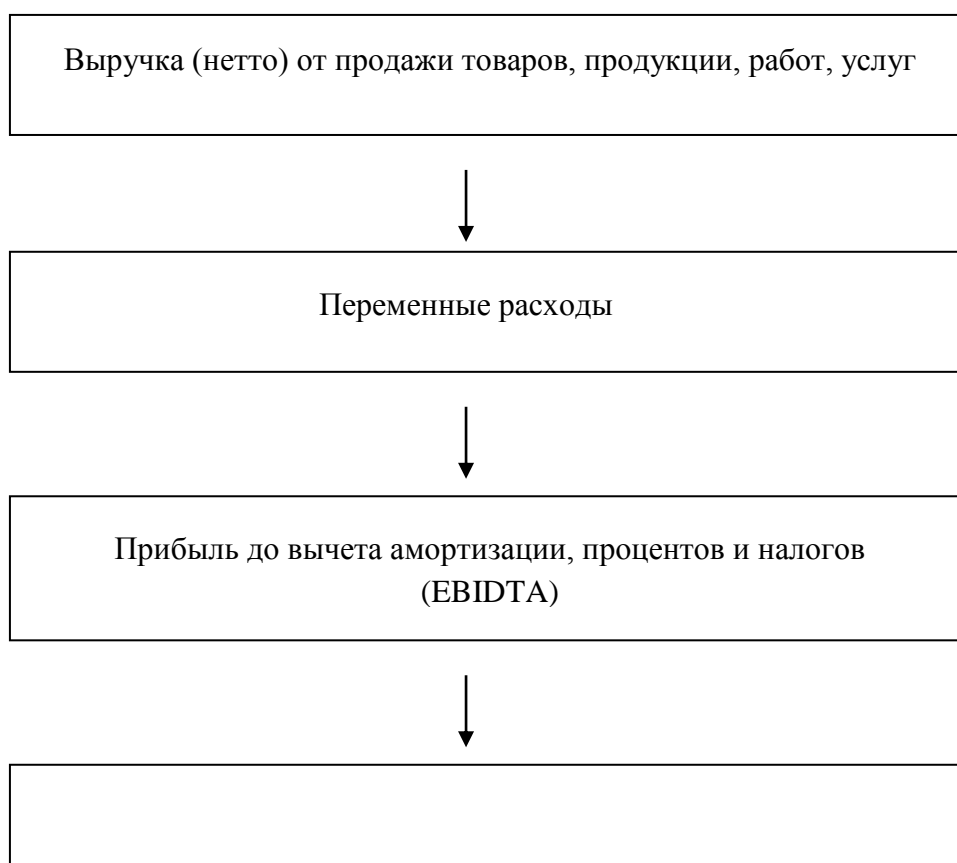 Выручка (нетто) от продажи товаров, продукции, работ, услуг
Переменные расходы
Прибыль до вычета амортизации, процентов и налогов
(EBIDTA)